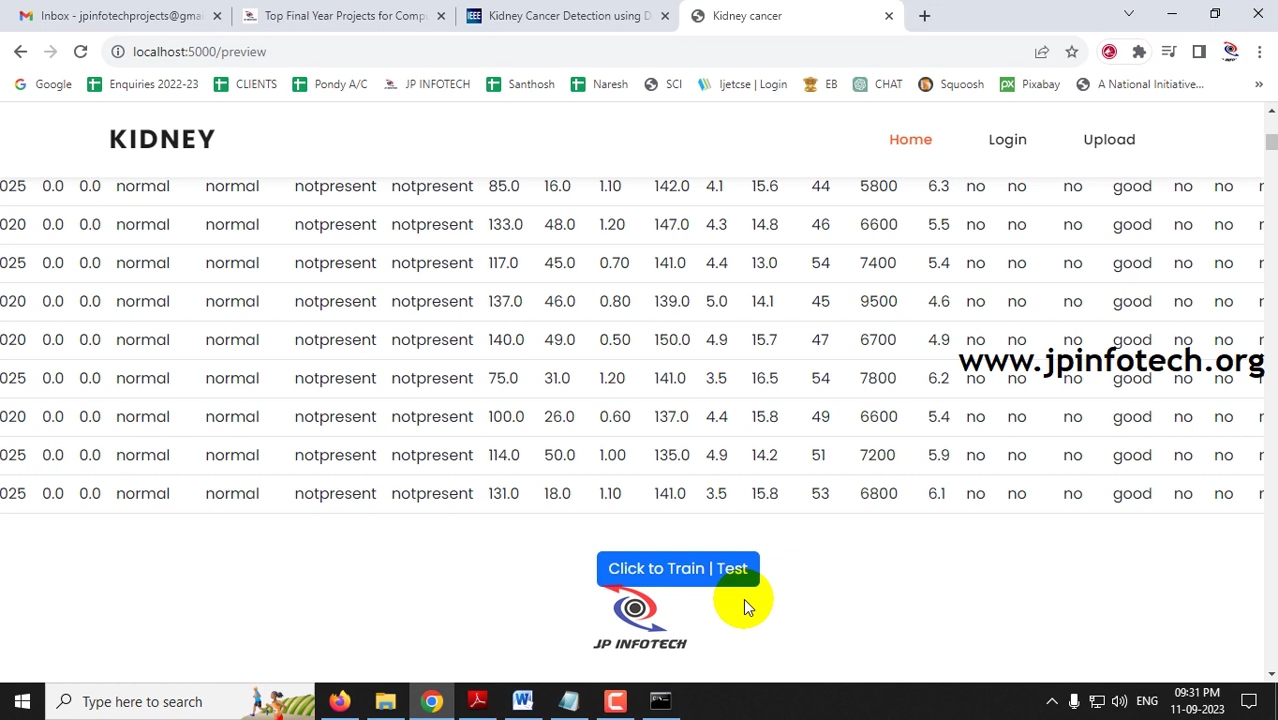 Inbox - jpinfotechprojects@gma
Top Final Year Projects for Comp
Kidney Cancer Detection using D
Kidney cancer
localhost:5000/preview
Google
Enquiries 2022-23
CLIENTS
Pondy A/C
JP INFOTECH
Santhosh
Naresh
SCI
Ijetcse | Login
EB
CHAT
Squoosh
Pixabay
A National Initiative...
KIDNEY
Home
Login
Upload
025 0.0 0.0 normal normal notpresent notpresent 85.0 16.0 1.10 142.0 4.1 15.6 44 5800 6.3 no no no good no no
020 0.0 0.0 normal normal notpresent notpresent 133.0 48.0 1.20 147.0 4.3 14.8 46 6600 5.5 no no no good no no
025 0.0 0.0 normal normal notpresent notpresent 117.0 45.0 0.70 141.0 4.4 13.0 54 7400 5.4 no no no good no no
020 0.0 0.0 normal normal notpresent notpresent 137.0 46.0 0.80 139.0 5.0 14.1 45 9500 4.6 no no no good no no
020 0.0 0.0 normal normal notpresent notpresent 140.0 49.0 0.50 150.0 4.9 15.7 47 6700 4.9 no no no good no no
www.jpinfotech.org
025 0.0 0.0 normal normal notpresent notpresent 75.0 31.0 1.20 141.0 3.5 16.5 54 7800 6.2 no no no good no no
020 0.0 0.0 normal normal notpresent notpresent 100.0 26.0 0.60 137.0 4.4 15.8 49 6600 5.4 no no no good no no
025 0.0 0.0 normal normal notpresent notpresent 114.0 50.0 1.00 135.0 4.9 14.2 51 7200 5.9 no no no good no no
025 0.0 0.0 normal normal notpresent notpresent 131.0 18.0 1.10 141.0 3.5 15.8 53 6800 6.1 no no no good no no
Click to Train | Test
JP INFOTECH
Type here to search
ENG
09:31 PM
11-09-2023